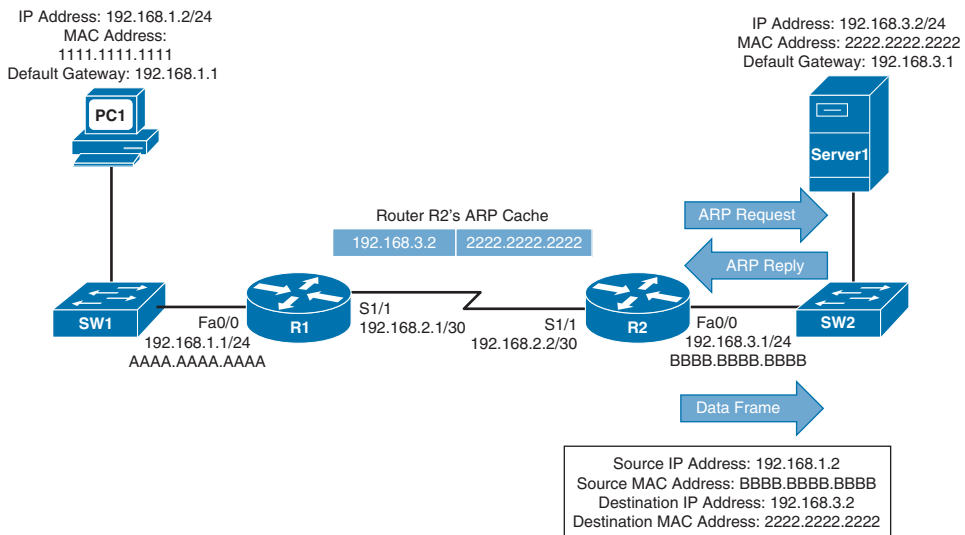 IP Address: 192.168.1.2/24
MAC Address:
1111.1111.1111
Default Gateway: 192.168.1.1
PC1
IP Address: 192.168.3.2/24
MAC Address: 2222.2222.2222
Default Gateway: 192.168.3.1
Server1
ARP Request
Router R2's ARP Cache
192.168.3.2
2222.2222.2222
ARP Reply
SW1
Fa0/0
192.168.1.1/24
AAAA.AAAA.AAAA
R1
S1/1
192.168.2.1/30
S1/1
192.168.2.2/30
R2
Fa0/0
192.168.3.1/24
BBBB.BBBB.BBBB
SW2
Data Frame
Source IP Address: 192.168.1.2
Source MAC Address: BBBB.BBBB.BBBB
Destination IP Address: 192.168.3.2
Destination MAC Address: 2222.2222.2222